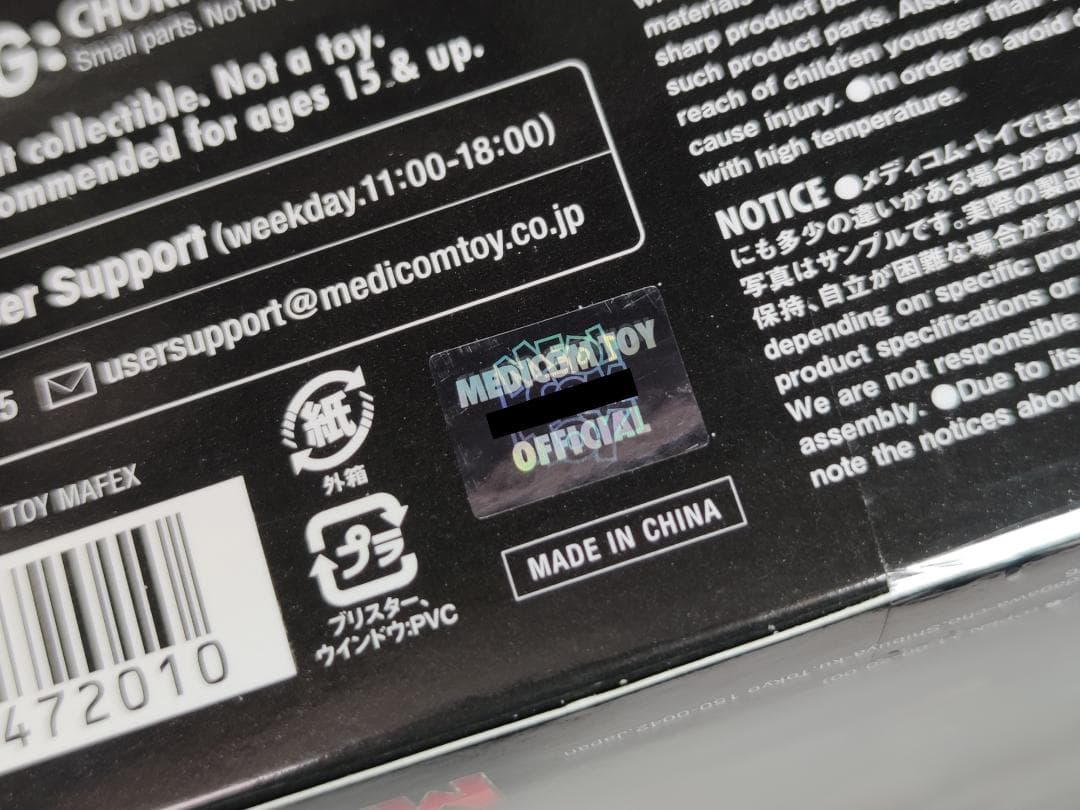 G: CHOK
Small parts. Not for
t collectible. Not a toy.
ommended for ages 15 & up.
er Support (weekday.11:00-18:00)
5 usersupport@medicomtoy.co.jp
紙
外箱
プラ
ブリスター、
ウインドウ:PVC
TOY MAFEX
472010
MEDICOM TOY
OFFICIAL
MADE IN CHINA
materials
sharp product pa
such product parts. Also,
reach of children younger than
cause injury. ●In order to avoid d
with high temperature.
NOTICE ●メディコム・トイではよ
にも多少の違いがある場合があり
写真はサンプルです。実際の製品
保持、自立が困難な場合があり
depending on specific pro
product specifications or
We are not responsible
assembly. ●Due to its
note the notices above
Shibuya-ku, Tokyo 150-0042, Japan